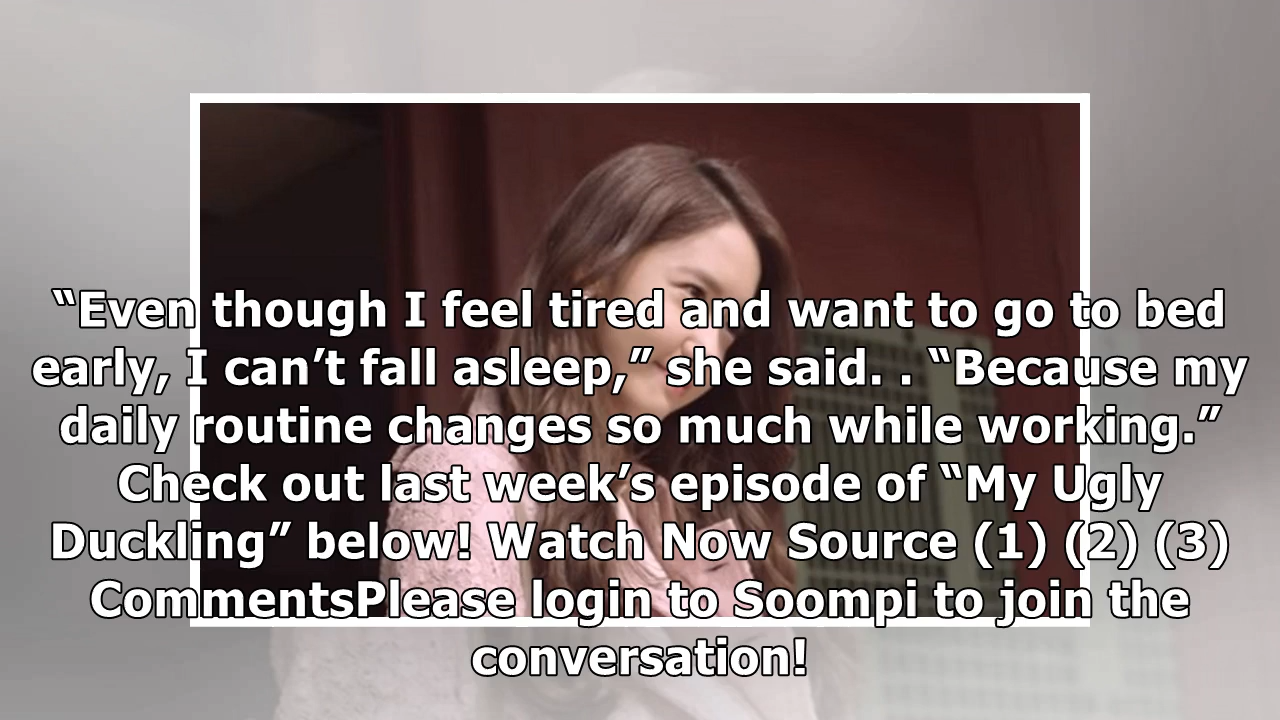 “Even though I feel tired and want to go to bed
early, I can’t fall asleep,” she said. . “Because my
daily routine changes so much while working.”
Check out last week’s episode of “My Ugly
Duckling” below! Watch Now Source (1) (2) (3)
CommentsPlease login to Soompi to join the
conversation!